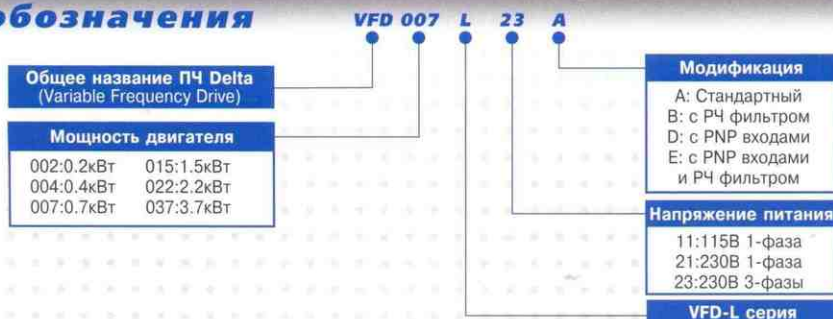 обозначения
VFD 007 L 23 A
Общее название ПЧ Delta
(Variable Frequency Drive)
Мощность двигателя
002:0.2кВт 015:1.5кВт
004:0.4кВт 022:2.2кВт
007:0.7кВт 037:3.7кВт
Модификация
A: Стандартный
B: с РЧ фильтром
D: с PNP входами
E: с PNP входами
и РЧ фильтром
Напряжение питания
11:115В 1-фаза
21:230В 1-фаза
23:230В 3-фазы
VFD-L серия